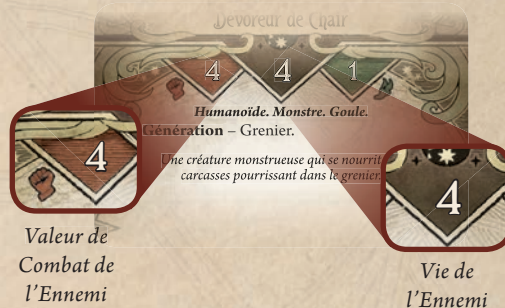 Dévoreur de Chair
4 4 1
Humanoïde. Monstre. Goule.
Génération – Grenier.
Une créature monstrueuse qui se nourrit
carcasses pourrissant dans le grenier.
4
4
Valeur de
Combat de
l'Ennemi
Vie de
l'Ennemi